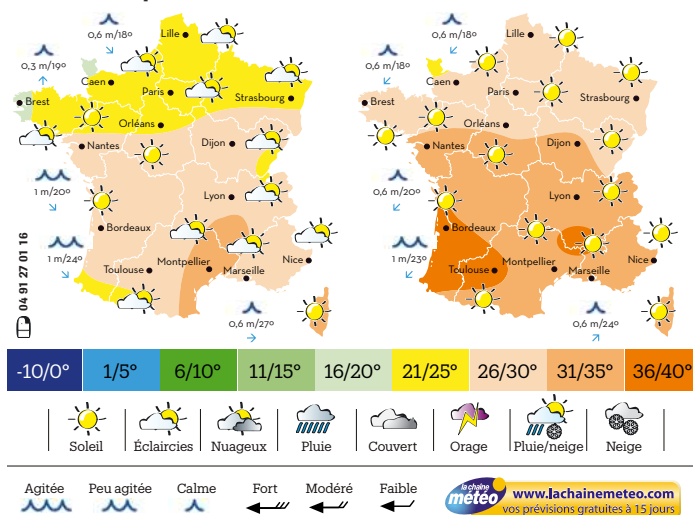 0,6 m/18°
Lille
0,3 m/19°
Caen
Paris
Brest
Strasbourg
Orléans
Nantes
Dijon
1 m/20°
Lyon
Bordeaux
1 m/24°
Toulouse
Montpellier
Marseille
Nice
0,6 m/27°
04 91 27 01 16
0,6 m/18°
Lille
0,6 m/18°
Caen
Paris
Brest
Strasbourg
Orléans
Nantes
Dijon
0,6 m/20°
Lyon
Bordeaux
1 m/23°
Toulouse
Montpellier
Marseille
Nice
0,6 m/24°
-10/0° 1/5° 6/10° 11/15° 16/20° 21/25° 26/30° 31/35° 36/40°
Soleil Éclaircies Nuageux Pluie Couvert Orage Pluie/neige Neige
Agitée Peu agitée Calme Fort Modéré Faible
la chaîne
météo
www.lachainemeteo.com
vos prévisions gratuites à 15 jours